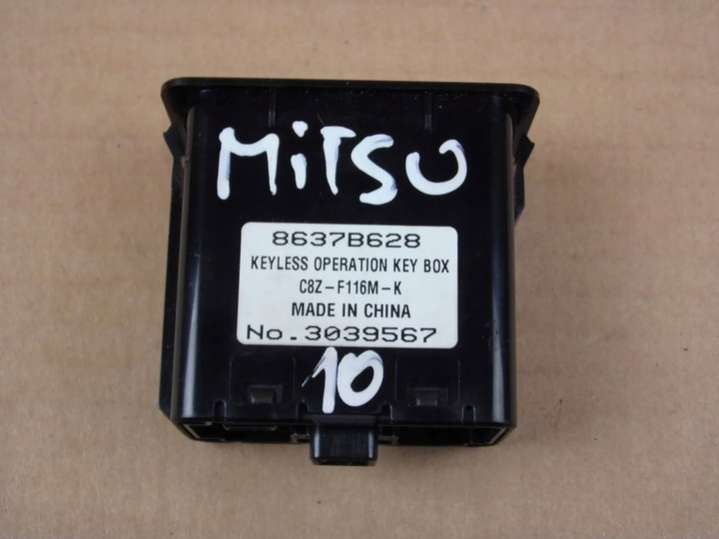 MiTSU
8637B628
KEYLESS OPERATION KEY BOX
C8Z-F116M-K
MADE IN CHINA
No.3039567
10